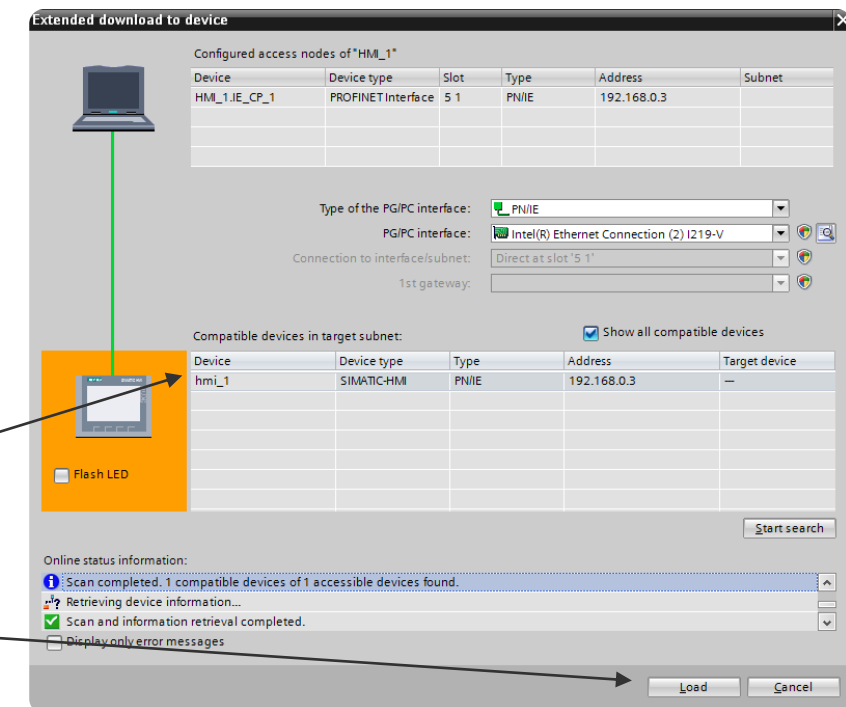 Extended download to device
Configured access nodes of "HMI_1"
Device Device type Slot Type Address Subnet
HMI_1.IE_CP_1 PROFINET Interface 5 1 PN/IE 192.168.0.3
Type of the PG/PC interface: PN/IE
PG/PC interface: Intel(R) Ethernet Connection (2) I219-V
Connection to interface/subnet: Direct at slot '5 1'
1st gateway:
Compatible devices in target subnet: Show all compatible devices
Device Device type Type Address Target device
hmi_1 SIMATIC-HMI PN/IE 192.168.0.3 —
Flash LED
Start search
Online status information:
Scan completed. 1 compatible devices of 1 accessible devices found.
Retrieving device information...
Scan and information retrieval completed.
Display only error messages
Load Cancel